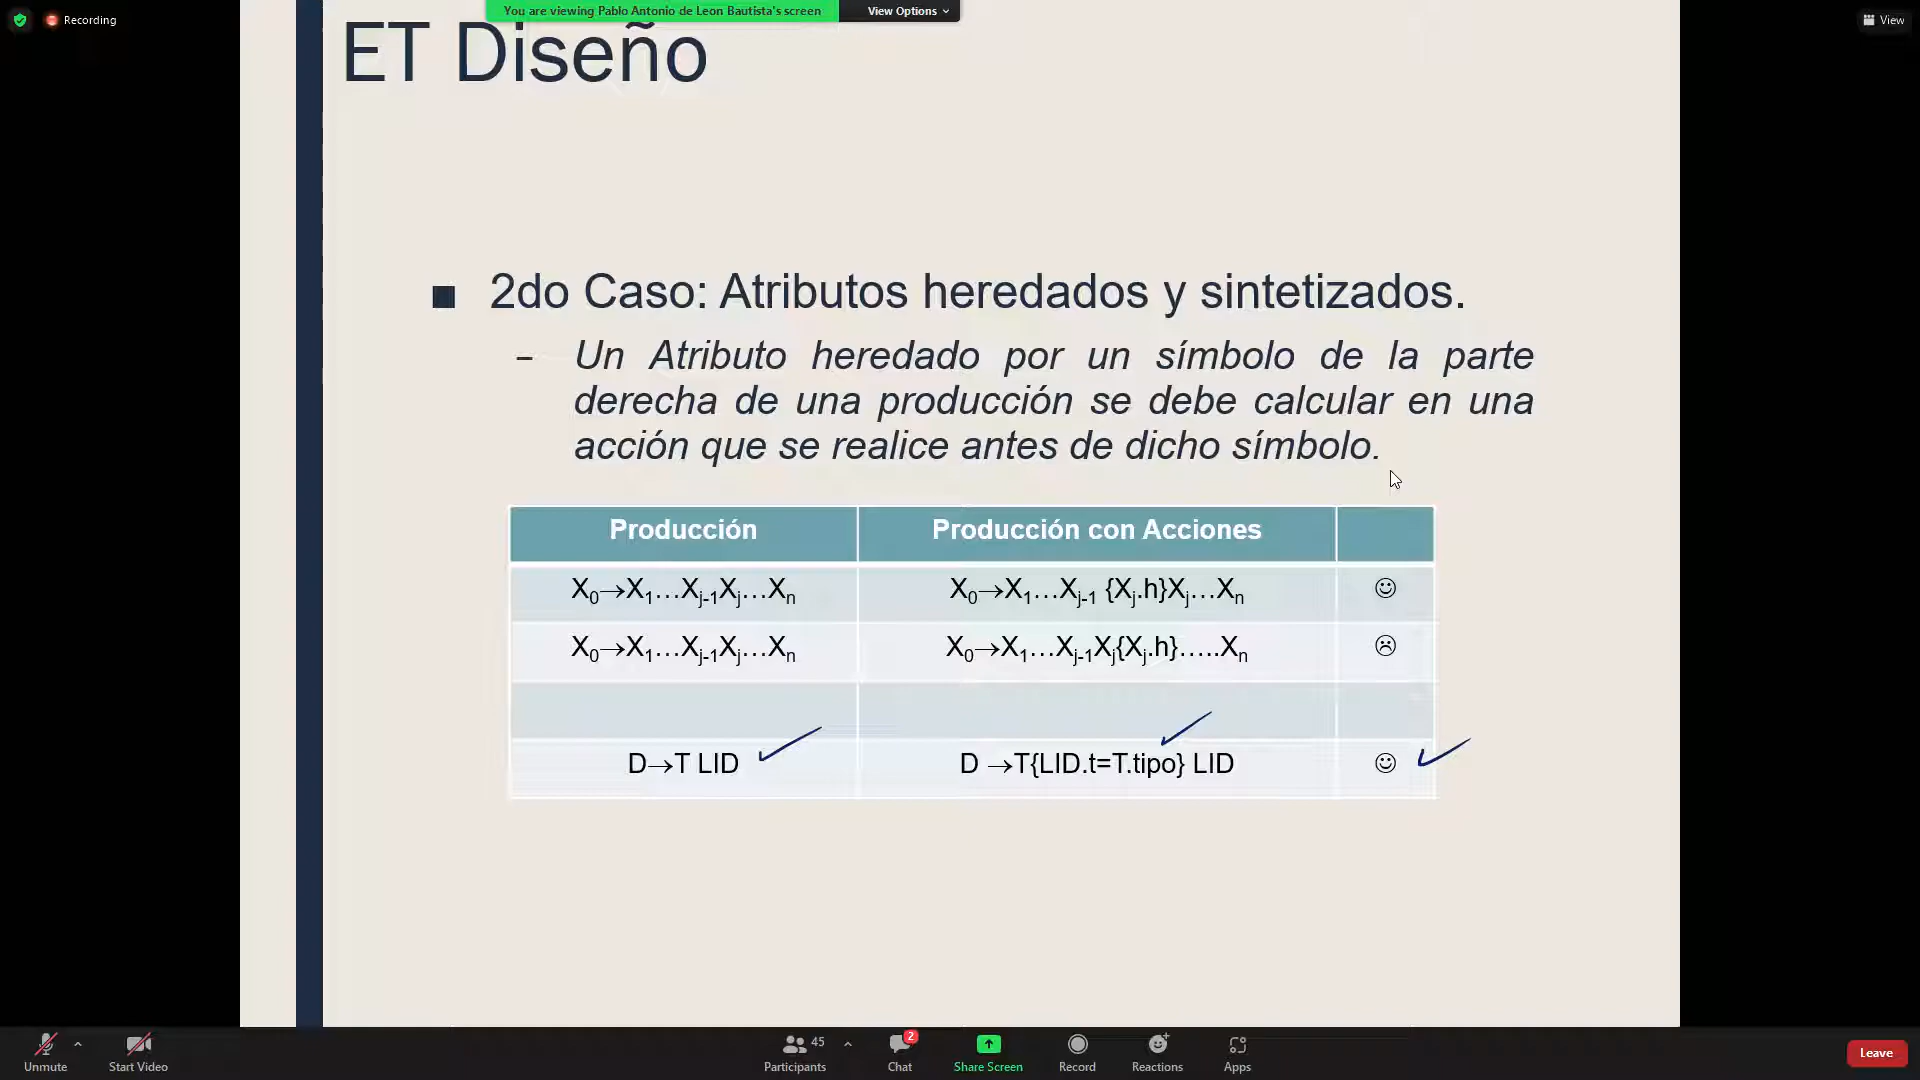 You are viewing Pablo Antonio de Leon Bautista's screen View Options
Recording
View
ET Diseño
■ 2do Caso: Atributos heredados y sintetizados.
– Un Atributo heredado por un símbolo de la parte
derecha de una producción se debe calcular en una
acción que se realice antes de dicho símbolo.
Producción Producción con Acciones
X₀→X₁…Xⱼ₋₁Xⱼ…Xₙ X₀→X₁…Xⱼ₋₁ {Xⱼ.h}Xⱼ…Xₙ ☺
X₀→X₁…Xⱼ₋₁Xⱼ…Xₙ X₀→X₁…Xⱼ₋₁Xⱼ{Xⱼ.h}…..Xₙ ☹
D→T LID D →T{LID.t=T.tipo} LID ☺
Unmute Start Video Participants 45 Chat 2 Share Screen Record Reactions Apps Leave